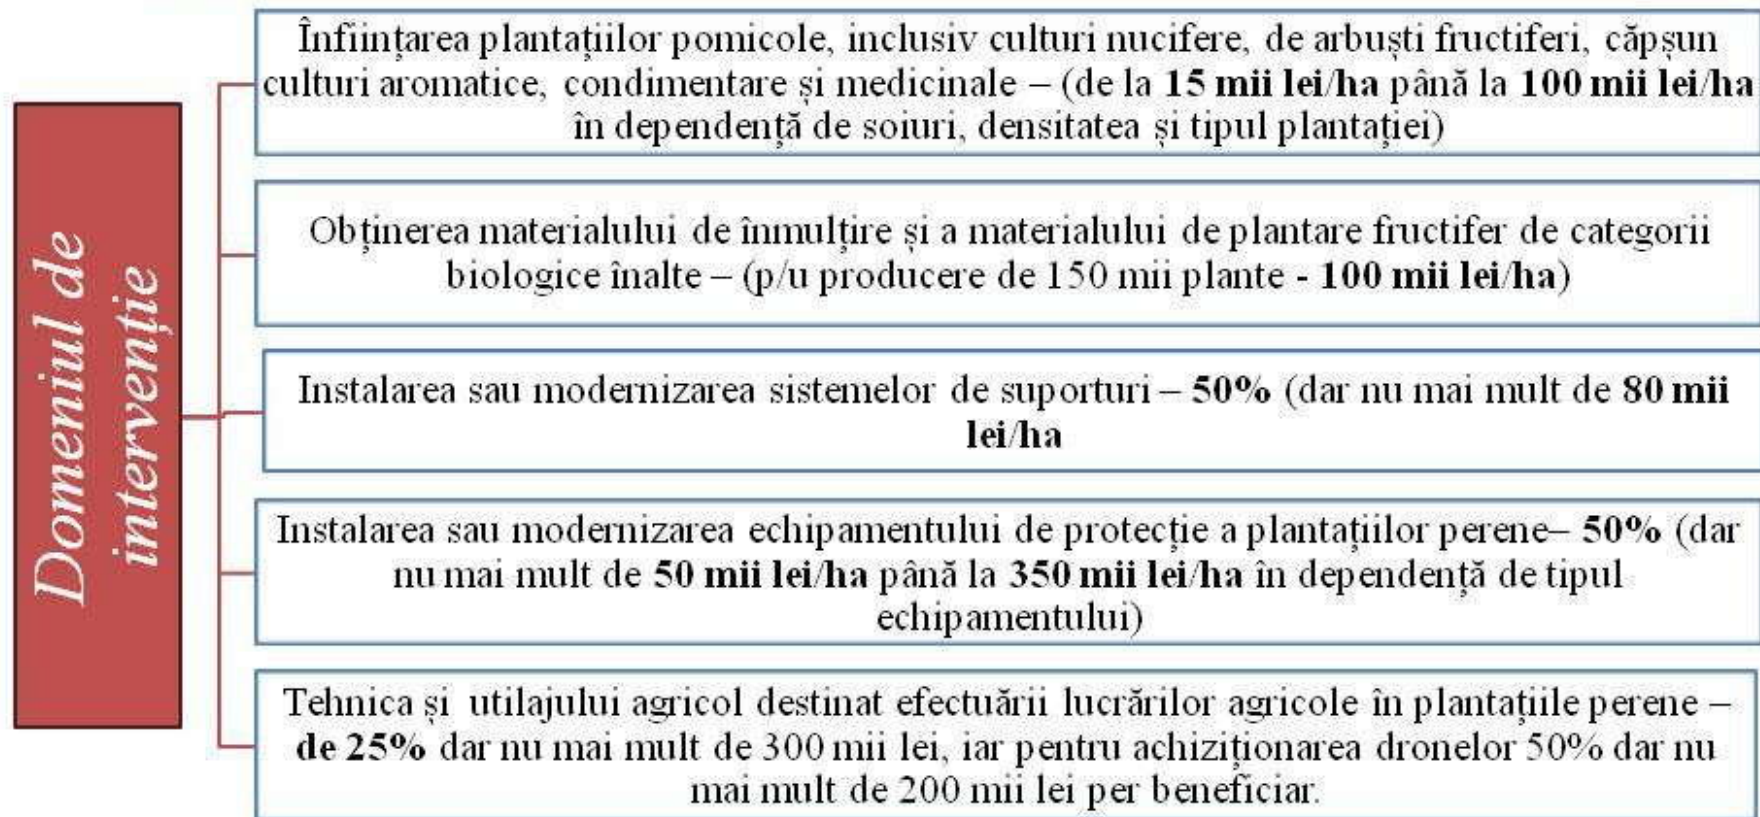 Domeniul de
intervenție
Înființarea plantațiilor pomicole, inclusiv culturi nucifere, de arbuști fructiferi, căpșun
culturi aromatice, condimentare și medicinale – (de la 15 mii lei/ha până la 100 mii lei/ha
în dependență de soiuri, densitatea și tipul plantației)
Obținerea materialului de înmulțire și a materialului de plantare fructifer de categorii
biologice înalte – (p/u producere de 150 mii plante - 100 mii lei/ha)
Instalarea sau modernizarea sistemelor de suporturi – 50% (dar nu mai mult de 80 mii
lei/ha
Instalarea sau modernizarea echipamentului de protecție a plantațiilor perene– 50% (dar
nu mai mult de 50 mii lei/ha până la 350 mii lei/ha în dependență de tipul
echipamentului)
Tehnica și utilajului agricol destinat efectuării lucrărilor agricole în plantațiile perene –
de 25% dar nu mai mult de 300 mii lei, iar pentru achiziționarea dronelor 50% dar nu
mai mult de 200 mii lei per beneficiar.